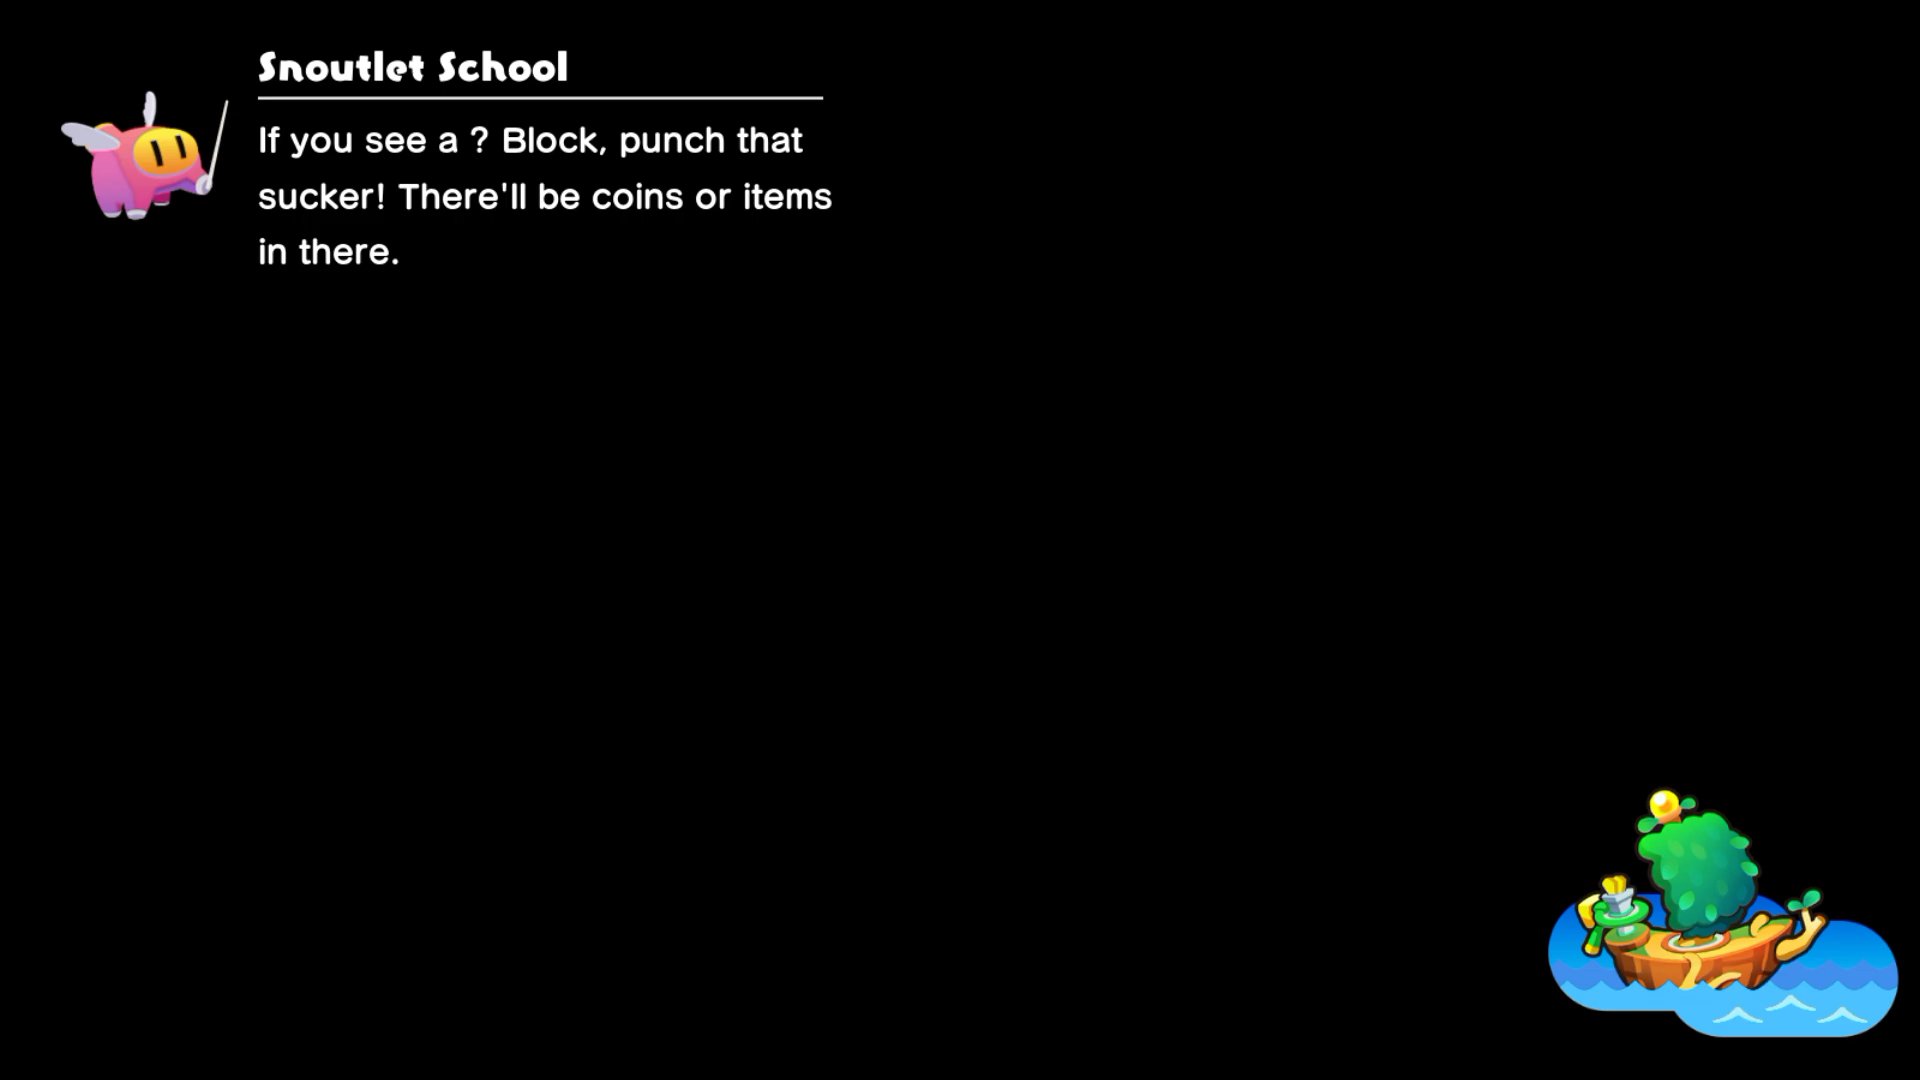 Snoutlet School
If you see a ? Block, punch that
sucker! There'll be coins or items
in there.